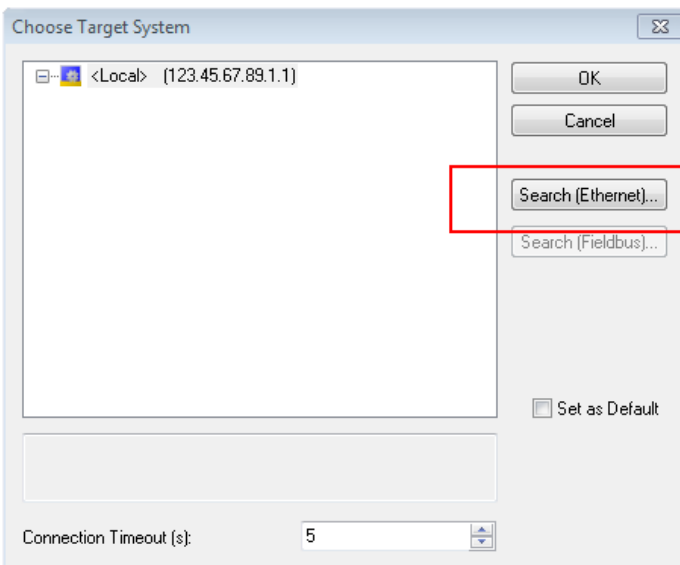 Choose Target System
<Local> (123.45.67.89.1.1)
OK
Cancel
Search (Ethernet)...
Search (Fieldbus)...
Set as Default
Connection Timeout (s):
5